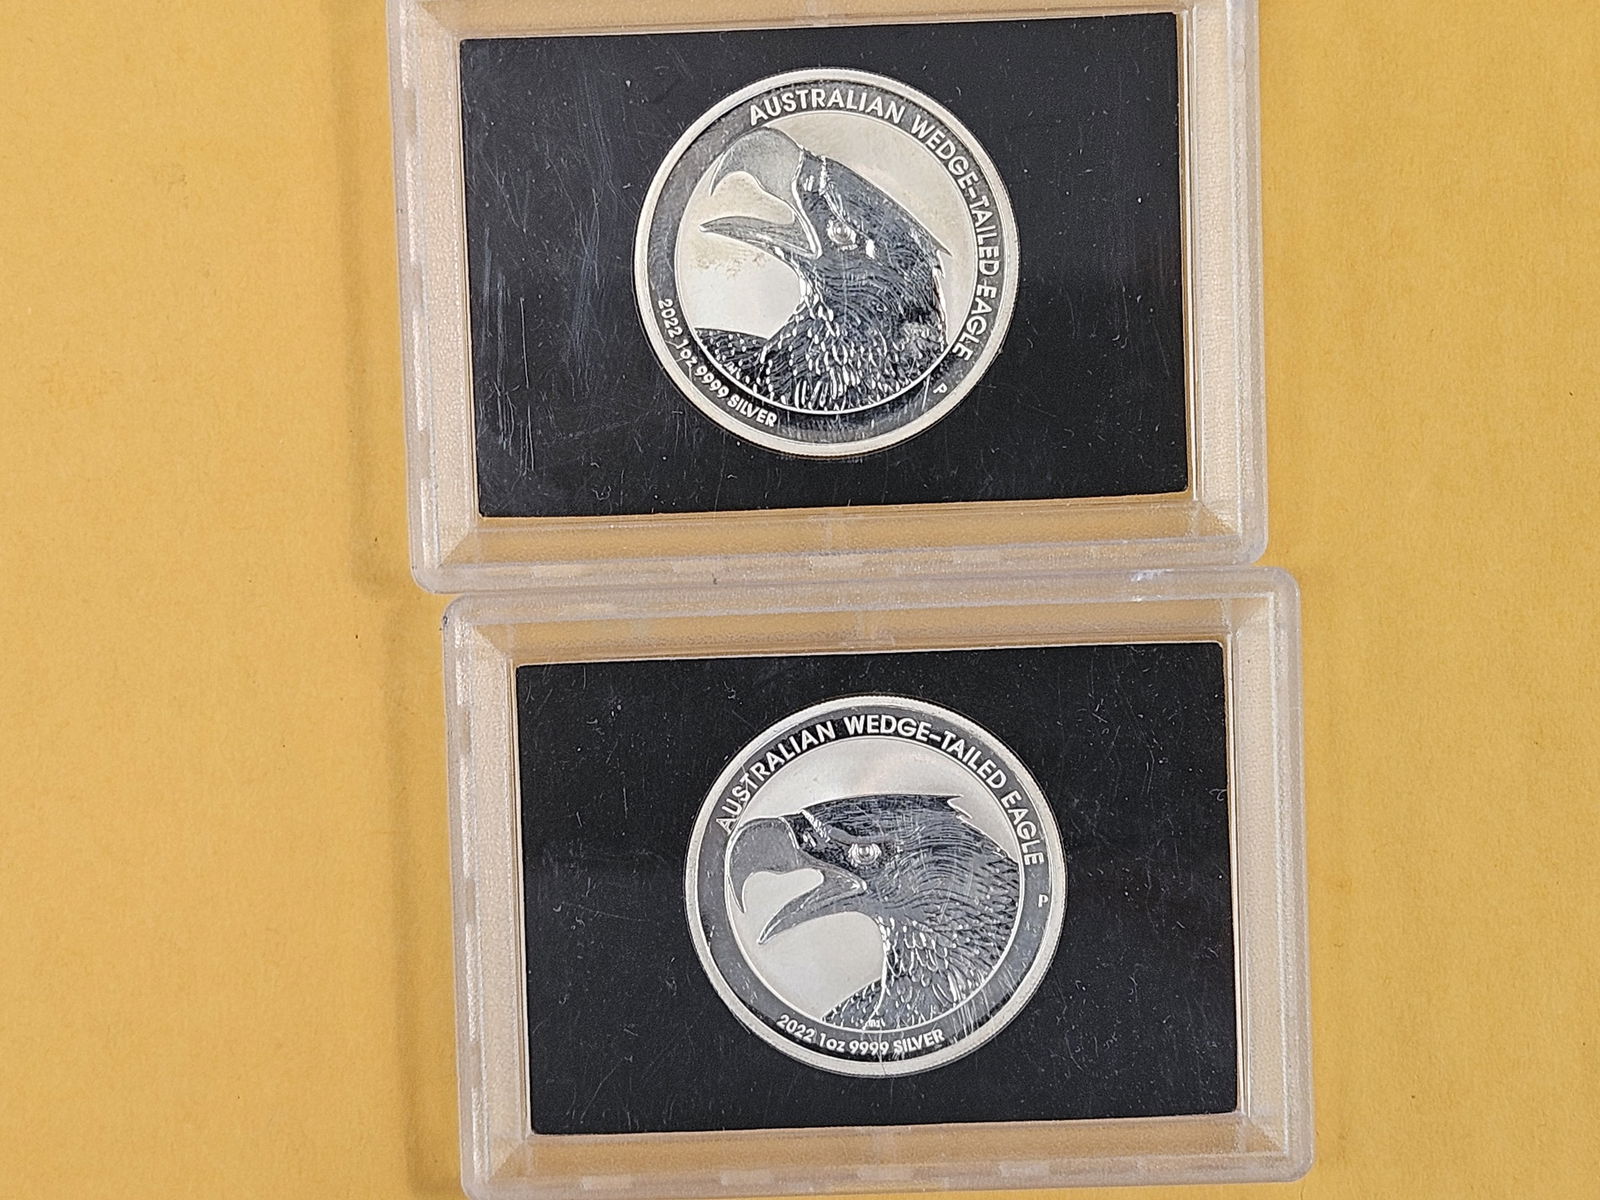 AUSTRALIAN WEDGE-TAILED EAGLE
P
2022 1oz 9999 SILVER
AUSTRALIAN WEDGE-TAILED EAGLE
P
2022 1oz 9999 SILVER